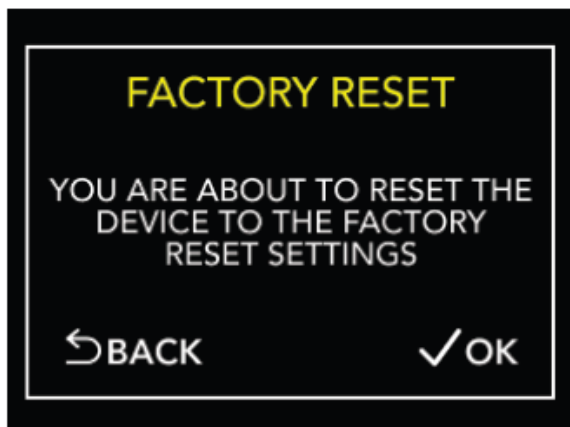 FACTORY RESET
YOU ARE ABOUT TO RESET THE
DEVICE TO THE FACTORY
RESET SETTINGS
BACK
OK